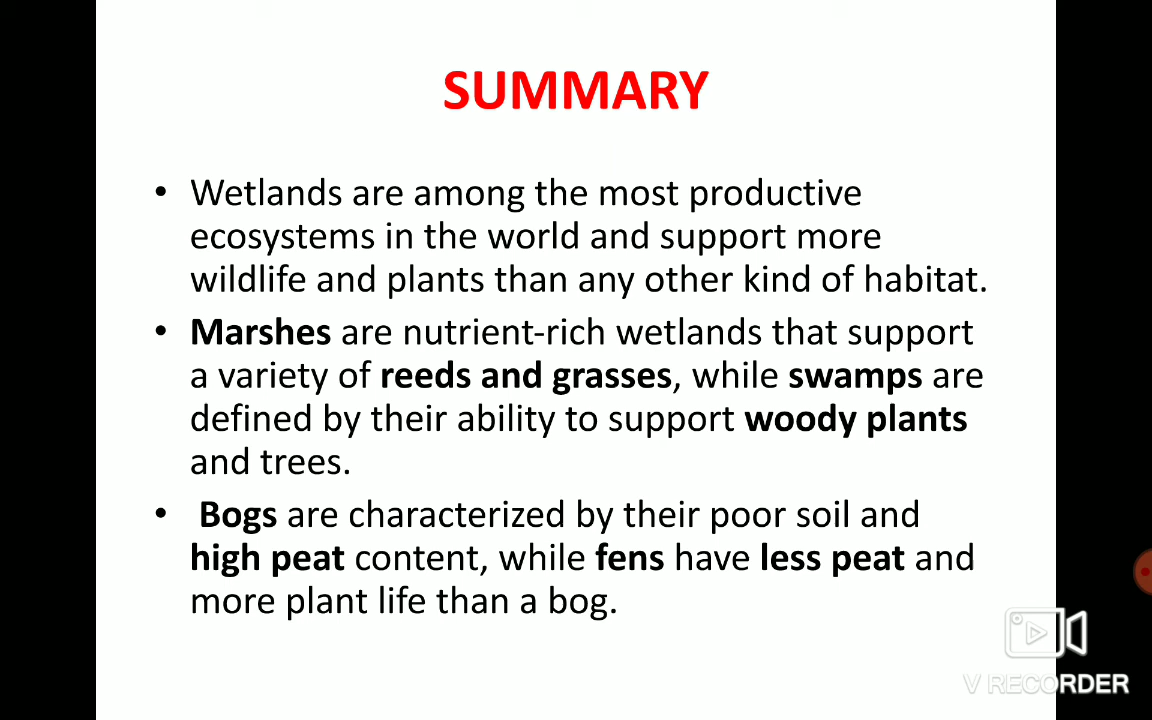 SUMMARY
• Wetlands are among the most productive
ecosystems in the world and support more
wildlife and plants than any other kind of habitat.
• Marshes are nutrient-rich wetlands that support
a variety of reeds and grasses, while swamps are
defined by their ability to support woody plants
and trees.
• Bogs are characterized by their poor soil and
high peat content, while fens have less peat and
more plant life than a bog.
V RECORDER